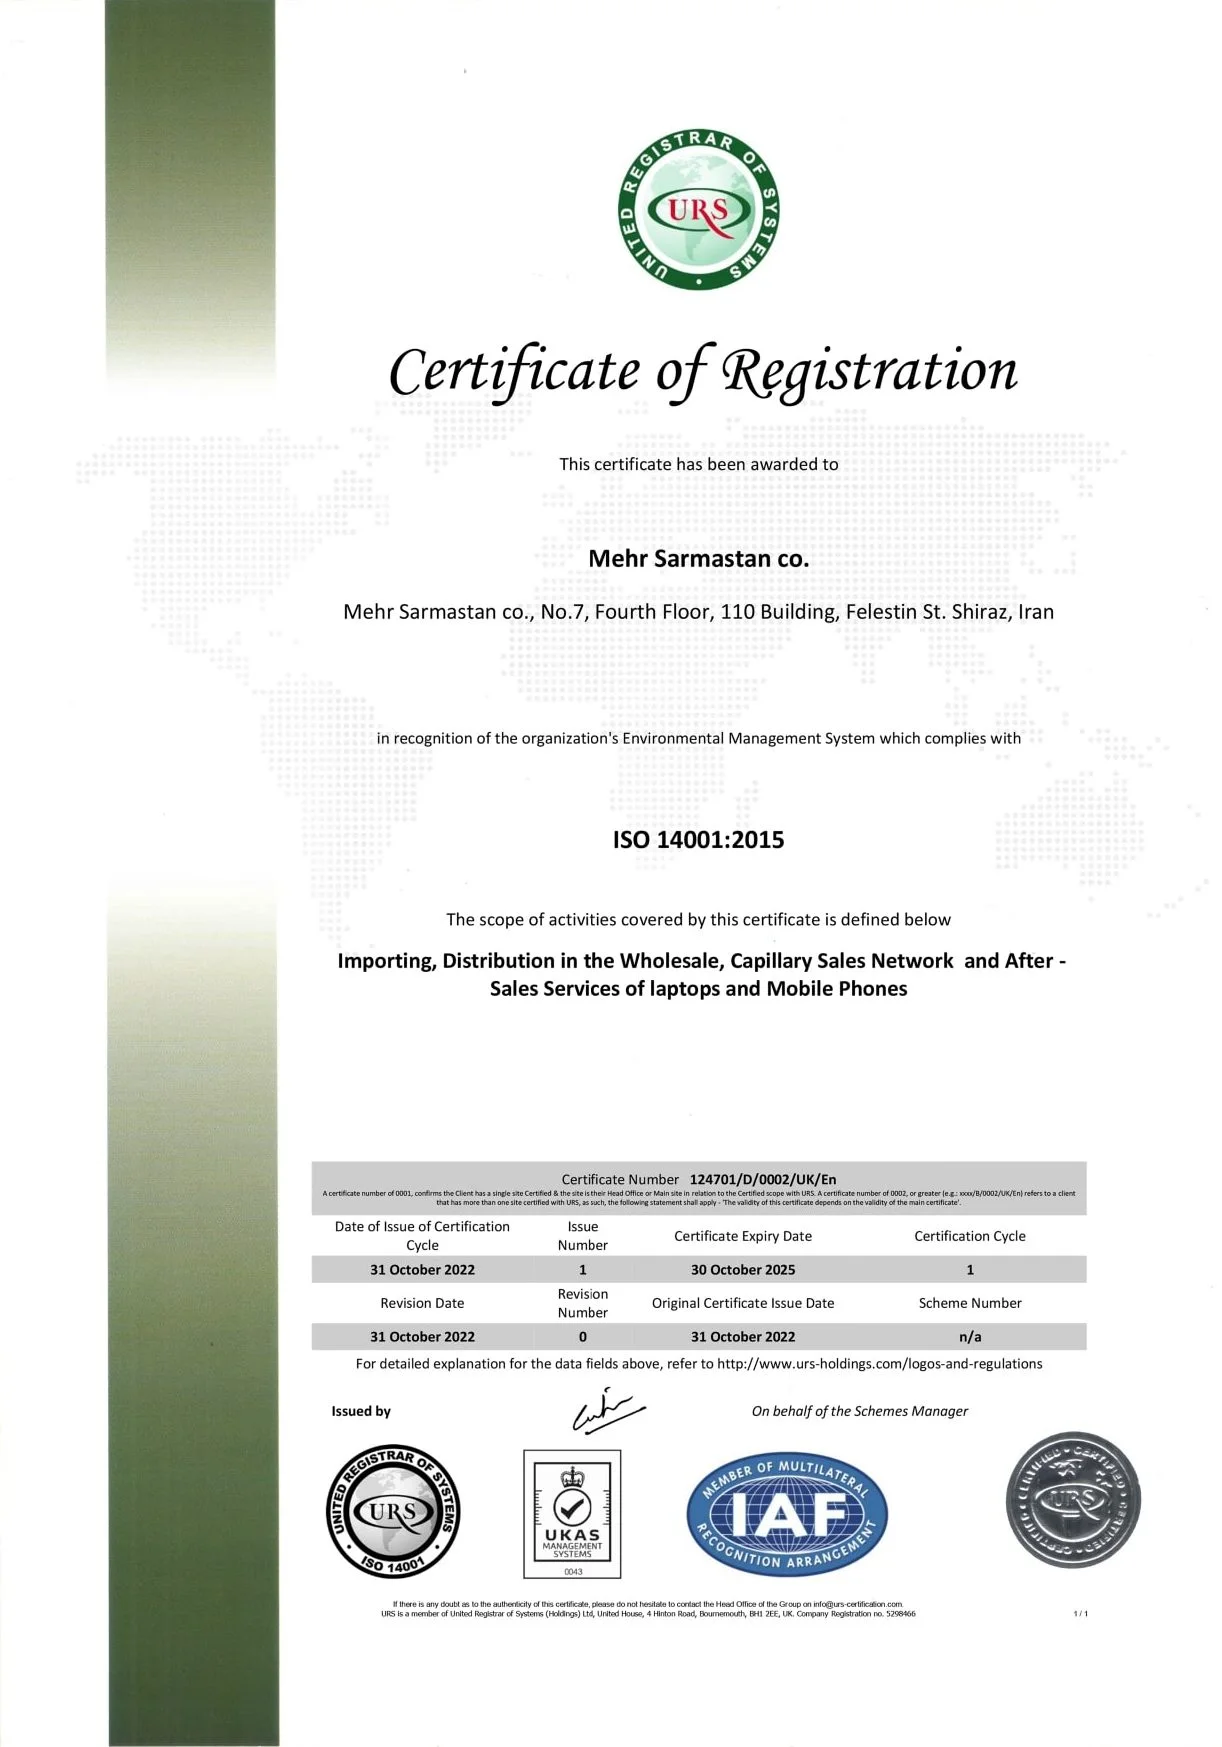 UNITED REGISTRAR OF SYSTEMS
URS
Certificate of Registration
This certificate has been awarded to
Mehr Sarmastan co.
Mehr Sarmastan co., No.7, Fourth Floor, 110 Building, Felestin St. Shiraz, Iran
in recognition of the organization's Environmental Management System which complies with
ISO 14001:2015
The scope of activities covered by this certificate is defined below
Importing, Distribution in the Wholesale, Capillary Sales Network and After -
Sales Services of laptops and Mobile Phones
Certificate Number 124701/D/0002/UK/En
A certificate number of 0001, confirms the Client has a single site Certified & the site is their Head Office or Main site in relation to the Certified scope with URS. A certificate number of 0002, or greater (e.g.: xxxx/B/0002/UK/En) refers to a client
that has more than one site certified with URS, as such, the following statement shall apply - 'The validity of this certificate depends on the validity of the main certificate'.
Date of Issue of Certification Cycle
Issue Number
Certificate Expiry Date
Certification Cycle
31 October 2022 1 30 October 2025 1
Revision Date
Revision Number
Original Certificate Issue Date
Scheme Number
31 October 2022 0 31 October 2022 n/a
For detailed explanation for the data fields above, refer to http://www.urs-holdings.com/logos-and-regulations
Issued by
On behalf of the Schemes Manager
UNITED REGISTRAR OF SYSTEMS
URS
ISO 14001
UKAS
MANAGEMENT
SYSTEMS
0043
MEMBER OF MULTILATERAL
IAF
RECOGNITION ARRANGEMENT
CERTIFIED • CERTIFIED • CERTIFIED • CERTIFIED
URS
If there is any doubt as to the authenticity of this certificate, please do not hesitate to contact the Head Office of the Group on info@urs-certification.com.
URS is a member of United Registrar of Systems (Holdings) Ltd, United House, 4 Hinton Road, Bournemouth, BH1 2EE, UK. Company Registration no. 5298466
1 / 1